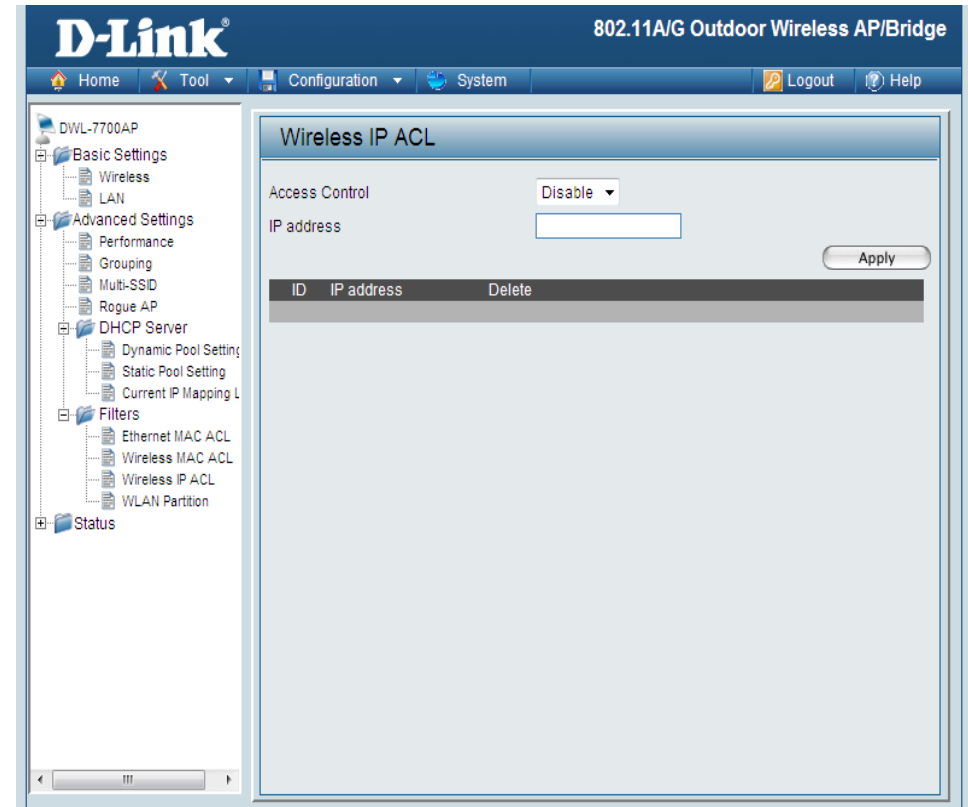 D-Link®
802.11A/G Outdoor Wireless AP/Bridge
Home Tool Configuration System Logout Help
DWL-7700AP
Basic Settings
Wireless
LAN
Advanced Settings
Performance
Grouping
Multi-SSID
Rogue AP
DHCP Server
Dynamic Pool Setting
Static Pool Setting
Current IP Mapping L
Filters
Ethernet MAC ACL
Wireless MAC ACL
Wireless IP ACL
WLAN Partition
Status
Wireless IP ACL
Access Control Disable
IP address
Apply
ID IP address Delete